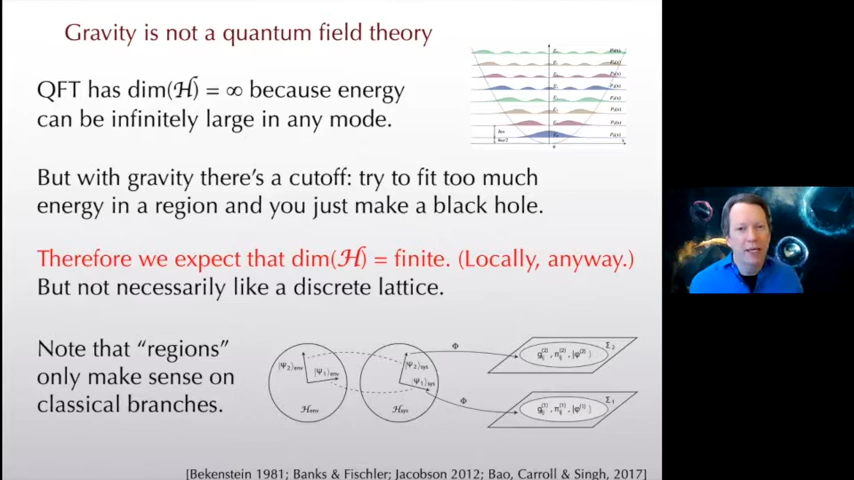 Gravity is not a quantum field theory
QFT has dim(ℋ) = ∞ because energy
can be infinitely large in any mode.
But with gravity there's a cutoff: try to fit too much
energy in a region and you just make a black hole.
Therefore we expect that dim(ℋ) = finite. (Locally, anyway.)
But not necessarily like a discrete lattice.
Note that "regions"
only make sense on
classical branches.
|Ψ₂⟩env
|Ψ₁⟩env
ℋenv
|Ψ₂⟩sys
|Ψ₁⟩sys
ℋsys
Φ
Φ
Σ₂
Σ₁
[Bekenstein 1981; Banks & Fischler; Jacobson 2012; Bao, Carroll & Singh, 2017]